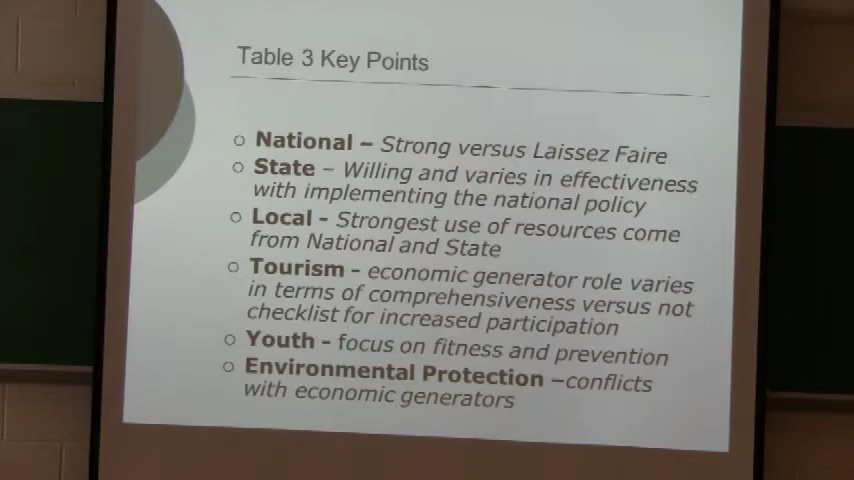 Table 3 Key Points
○ National – Strong versus Laissez Faire
○ State – Willing and varies in effectiveness
with implementing the national policy
○ Local - Strongest use of resources come
from National and State
○ Tourism - economic generator role varies
in terms of comprehensiveness versus not
checklist for increased participation
○ Youth - focus on fitness and prevention
○ Environmental Protection –conflicts
with economic generators